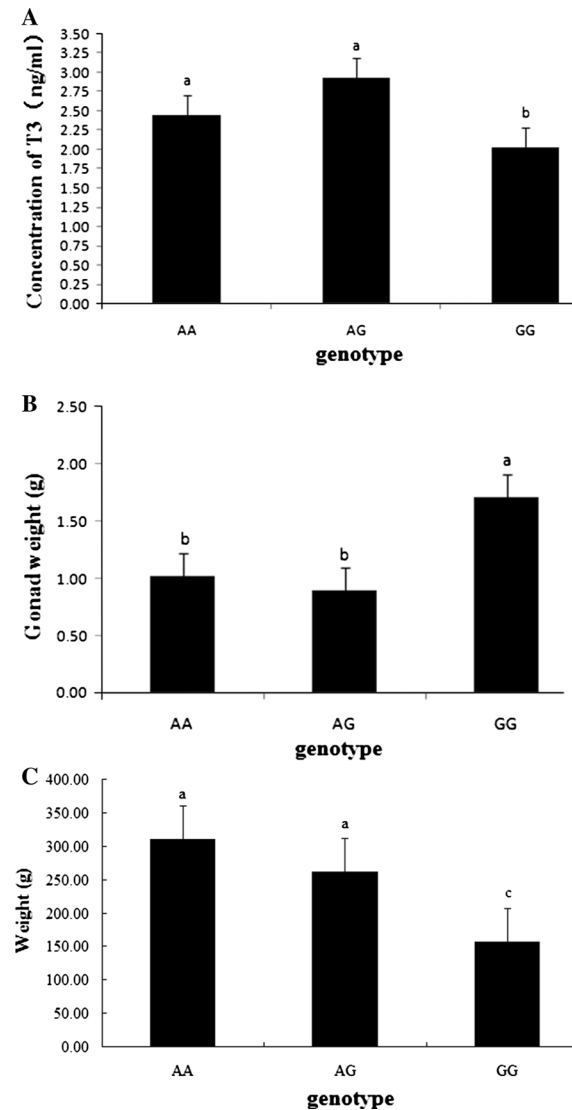 A
Concentration of T3 (ng/ml)
3.50
3.25
3.00
2.75
2.50
2.25
2.00
1.75
1.50
1.25
1.00
0.75
0.50
0.25
0.00
a
a
b
AA
AG
GG
genotype
B
Gonad weight (g)
2.50
2.00
1.50
1.00
0.50
0.00
b
b
a
AA
AG
GG
genotype
C
Weight (g)
400.00
350.00
300.00
250.00
200.00
150.00
100.00
50.00
0.00
a
a
c
AA
AG
GG
genotype